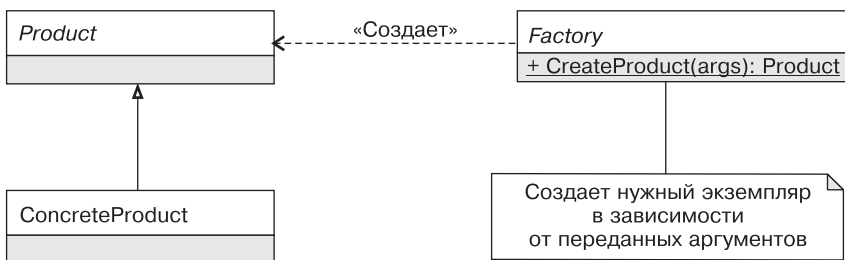 Product
«Создает»
Factory
+ CreateProduct(args): Product
ConcreteProduct
Создает нужный экземпляр
в зависимости
от переданных аргументов